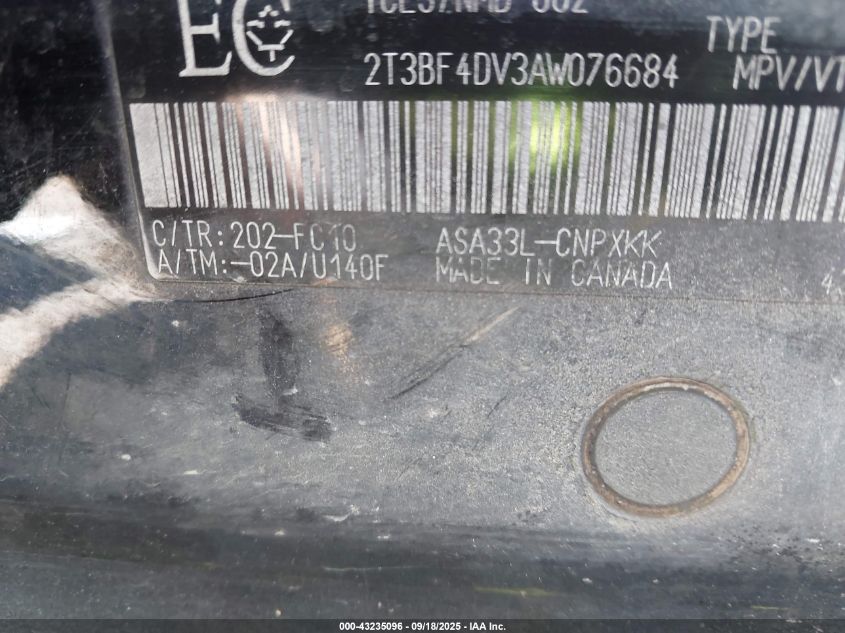 EC
TYPE
2T3BF4DV3AW076684 MPV/VT
C/TR:202-FC10 ASA33L-CNPXKK
A/TM:-02A/U140F MADE IN CANADA
000-43235096 - 09/18/2025 - IAA Inc.